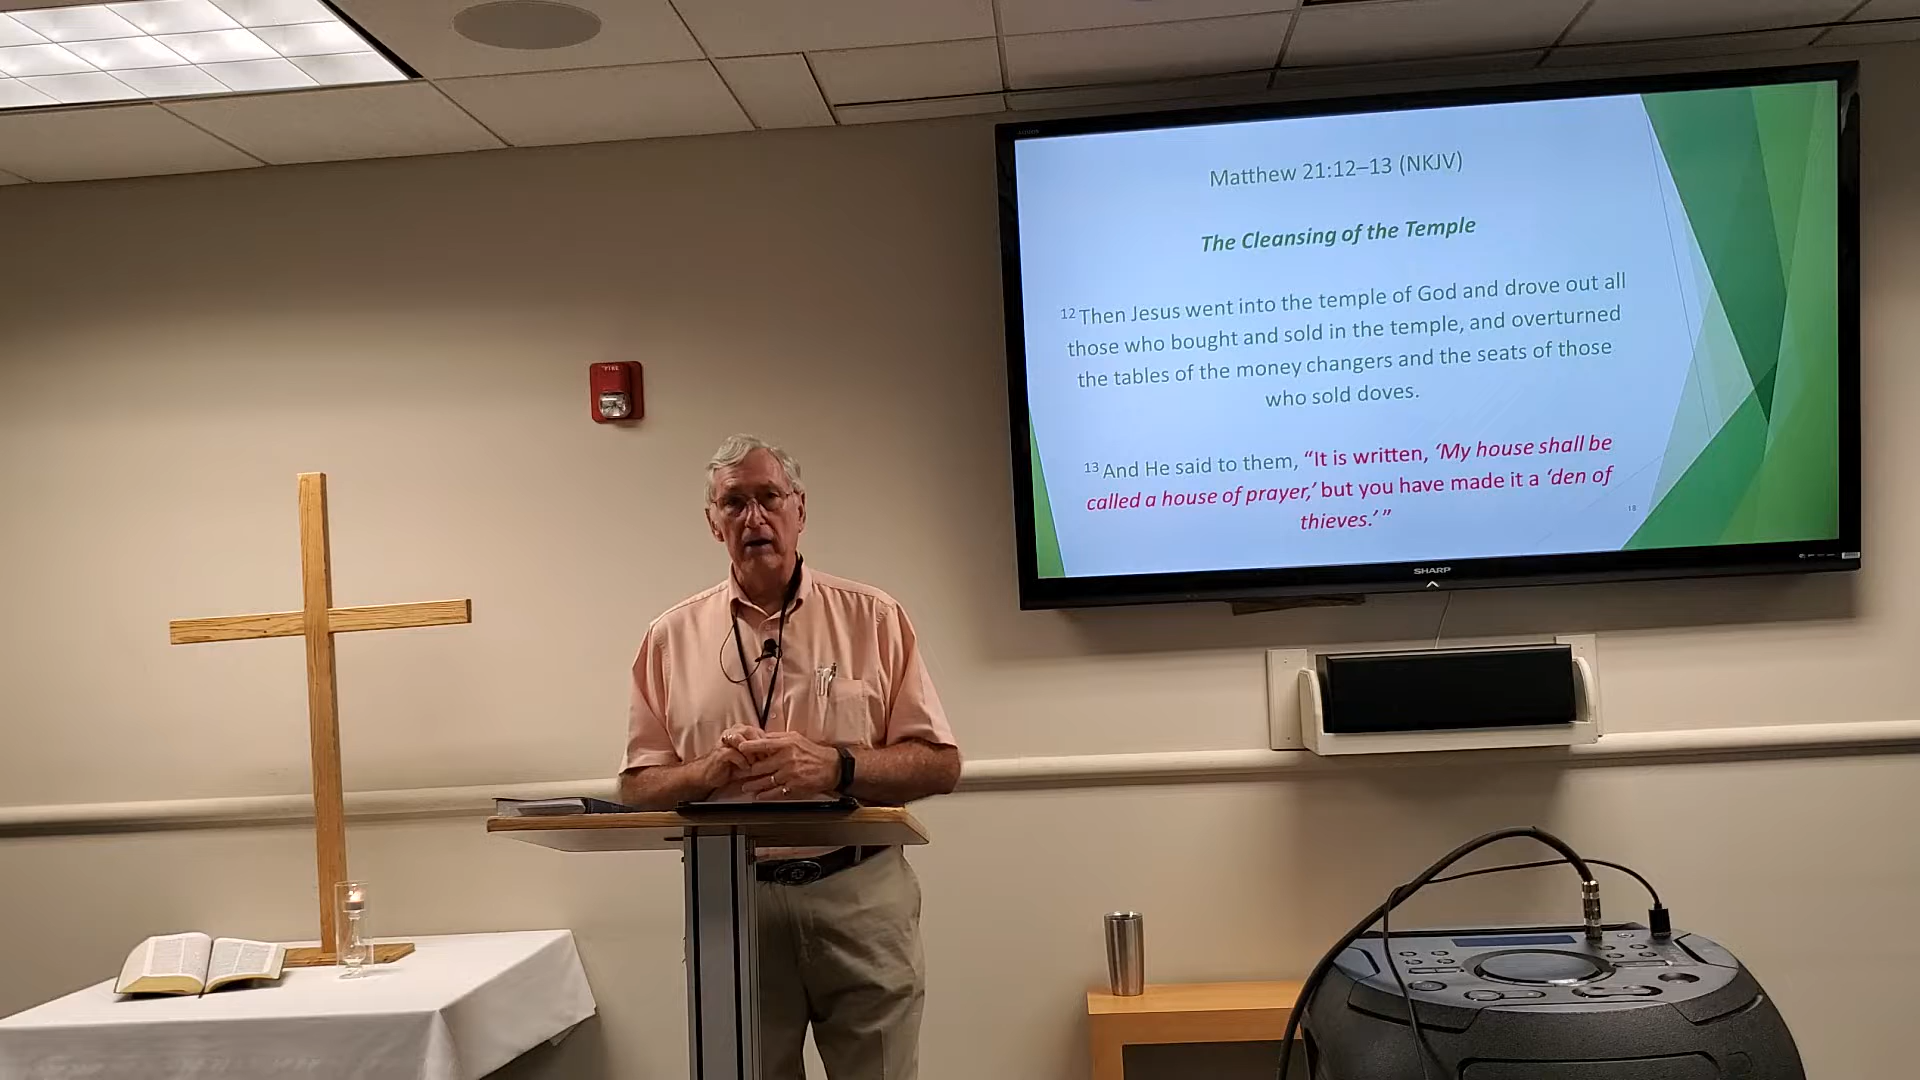 Matthew 21:12–13 (NKJV)
The Cleansing of the Temple
12 Then Jesus went into the temple of God and drove out all
those who bought and sold in the temple, and overturned
the tables of the money changers and the seats of those
who sold doves.
13 And He said to them, “It is written, ‘My house shall be
called a house of prayer,’ but you have made it a ‘den of
thieves.’ ”
18
SHARP
FIRE